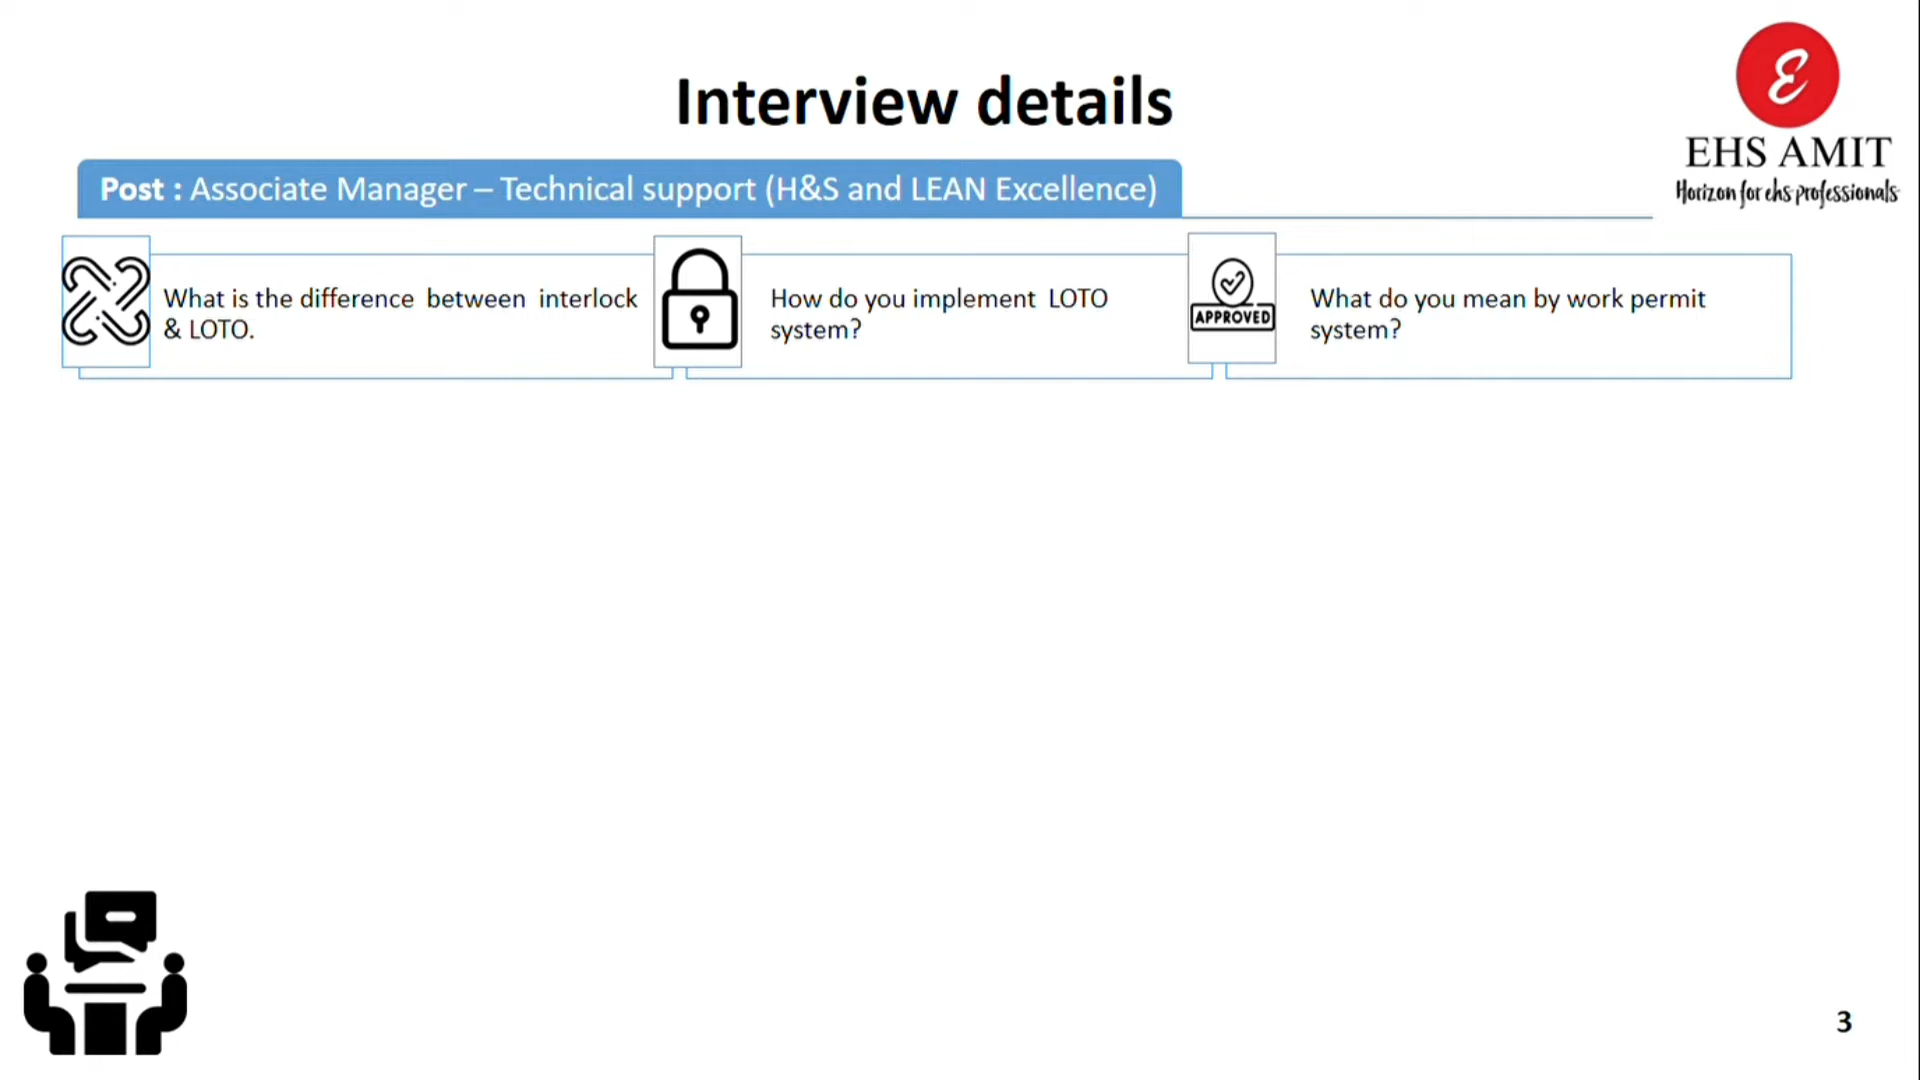 Interview details
EHS AMIT
Horizon for ehs professionals
Post : Associate Manager – Technical support (H&S and LEAN Excellence)
What is the difference between interlock
& LOTO.
How do you implement LOTO
system?
APPROVED
What do you mean by work permit
system?
3